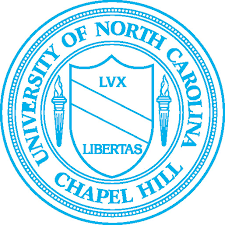 UNIVERSITY OF NORTH CAROLINA
LVX
LIBERTAS
CHAPEL HILL